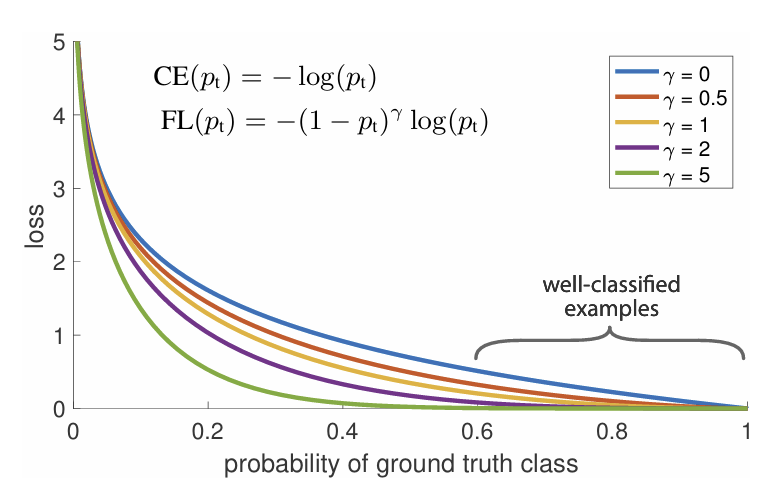 CE(pₜ) = − log(pₜ)
FL(pₜ) = −(1 − pₜ)^γ log(pₜ)
γ = 0
γ = 0.5
γ = 1
γ = 2
γ = 5
well-classified
examples
loss
5
4
3
2
1
0
0
0.2
0.4
0.6
0.8
1
probability of ground truth class